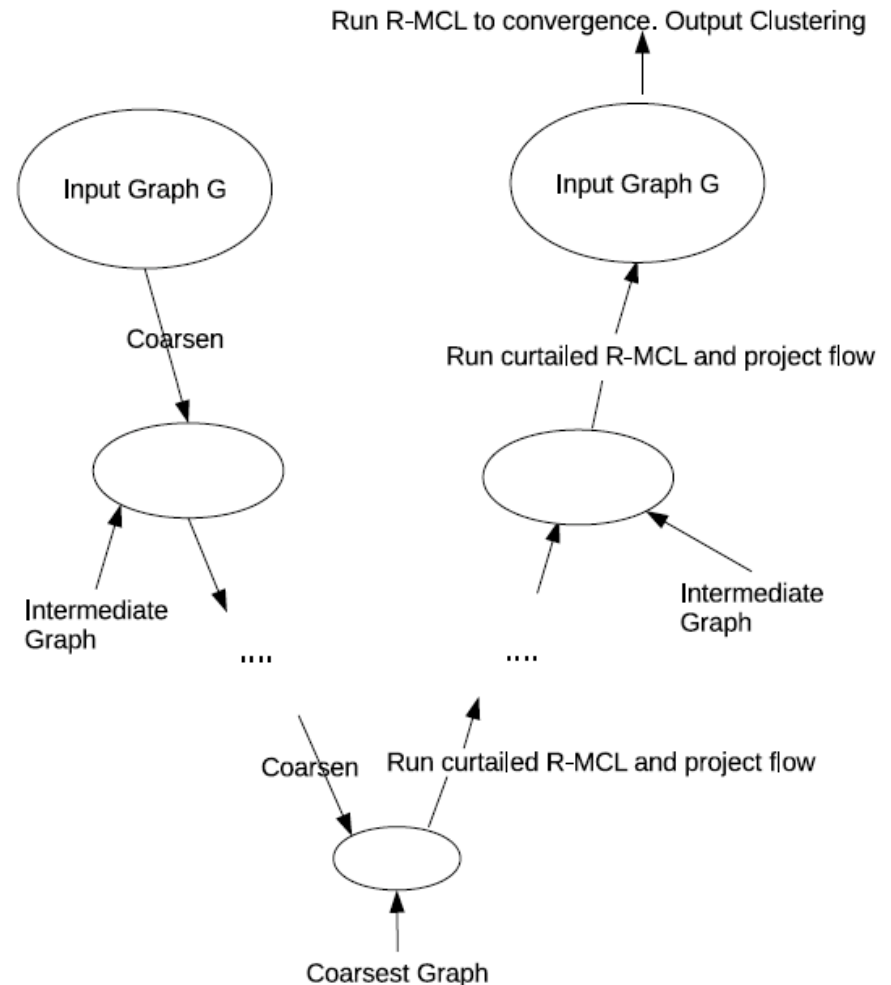 Run R-MCL to convergence. Output Clustering
Input Graph G
Input Graph G
Coarsen
Run curtailed R-MCL and project flow
Intermediate
Graph
Intermediate
Graph
....
....
Coarsen
Run curtailed R-MCL and project flow
Coarsest Graph